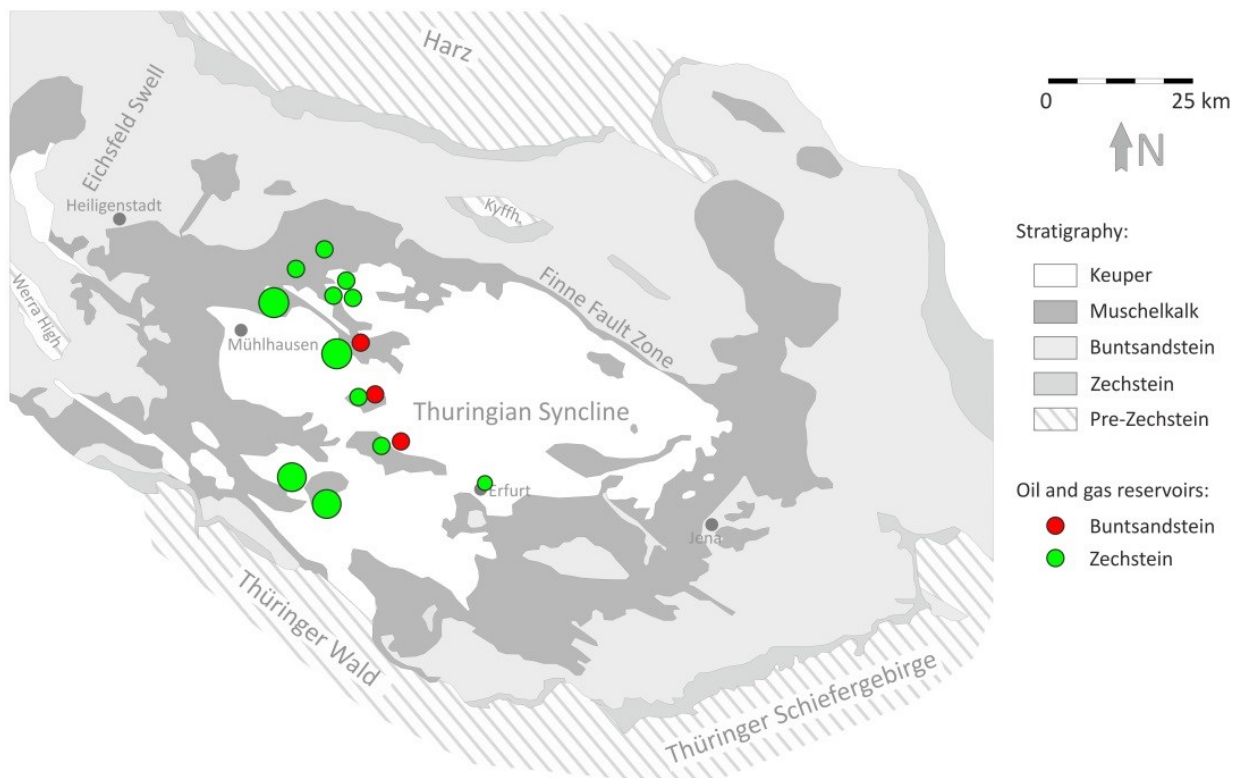 Harz
Eichsfeld Swell
Heiligenstadt
Kyffh.
Werra High
Finne Fault Zone
Mühlhausen
Thuringian Syncline
Erfurt
Jena
Thüringer Wald
Thüringer Schiefergebirge
0 25 km
N
Stratigraphy:
Keuper
Muschelkalk
Buntsandstein
Zechstein
Pre-Zechstein
Oil and gas reservoirs:
Buntsandstein
Zechstein